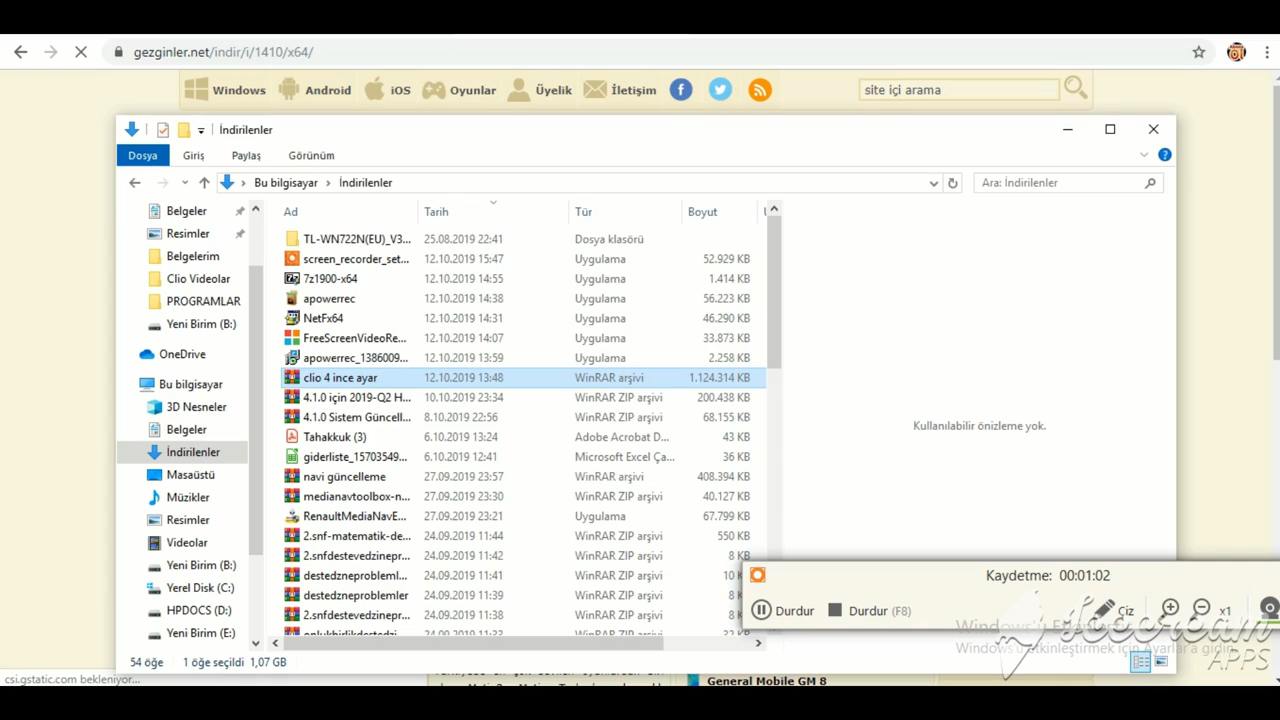 gezginler.net/indir/i/1410/x64/
Windows Android iOS Oyunlar Üyelik İletişim site içi arama
İndirilenler
Dosya Giriş Paylaş Görünüm
Bu bilgisayar › İndirilenler Ara: İndirilenler
Belgeler
Resimler
Belgelerim
Clio Videolar
PROGRAMLAR
Yeni Birim (B:)
OneDrive
Bu bilgisayar
3D Nesneler
Belgeler
İndirilenler
Masaüstü
Müzikler
Resimler
Videolar
Yeni Birim (B:)
Yerel Disk (C:)
HPDOCS (D:)
Yeni Birim (E:)
Ad Tarih Tür Boyut
TL-WN722N(EU)_V3... 25.08.2019 22:41 Dosya klasörü
screen_recorder_set... 12.10.2019 15:47 Uygulama 52.929 KB
7z1900-x64 12.10.2019 14:55 Uygulama 1.414 KB
apowerrec 12.10.2019 14:38 Uygulama 56.223 KB
NetFx64 12.10.2019 14:31 Uygulama 46.290 KB
FreeScreenVideoRe... 12.10.2019 14:07 Uygulama 33.873 KB
apowerrec_1386009... 12.10.2019 13:59 Uygulama 2.258 KB
clio 4 ince ayar 12.10.2019 13:48 WinRAR arşivi 1.124.314 KB
4.1.0 için 2019-Q2 H... 10.10.2019 23:34 WinRAR ZIP arşivi 200.438 KB
4.1.0 Sistem Güncell... 8.10.2019 22:56 WinRAR ZIP arşivi 68.155 KB
Tahakkuk (3) 6.10.2019 13:24 Adobe Acrobat D... 43 KB
giderliste_15703549... 6.10.2019 12:41 Microsoft Excel Ça... 36 KB
navi güncelleme 27.09.2019 23:57 WinRAR arşivi 408.394 KB
medianavtoolbox-n... 27.09.2019 23:30 WinRAR ZIP arşivi 40.127 KB
RenaultMediaNavE... 27.09.2019 23:21 Uygulama 67.799 KB
2.snf-matematik-de... 24.09.2019 11:44 WinRAR ZIP arşivi 550 KB
2.snfdestevedzinepr... 24.09.2019 11:42 WinRAR ZIP arşivi 8 KB
destedzneprobleml... 24.09.2019 11:41 WinRAR ZIP arşivi 10
destedzneproblemler 24.09.2019 11:39 WinRAR ZIP arşivi 8
2.snfdestevedzinepr... 24.09.2019 11:38 WinRAR ZIP arşivi 8
24.09.2019 11:33 WinRAR ZIP arşivi 32
Kullanılabilir önizleme yok.
Kaydetme: 00:01:02
Durdur Durdur (F8) Çiz x1
Icecream
APPS
Windows'u Etkinleştirmek için Ayarlar'a gidin
54 öğe 1 öğe seçildi 1,07 GB
csi.gstatic.com bekleniyor...
General Mobile GM 8